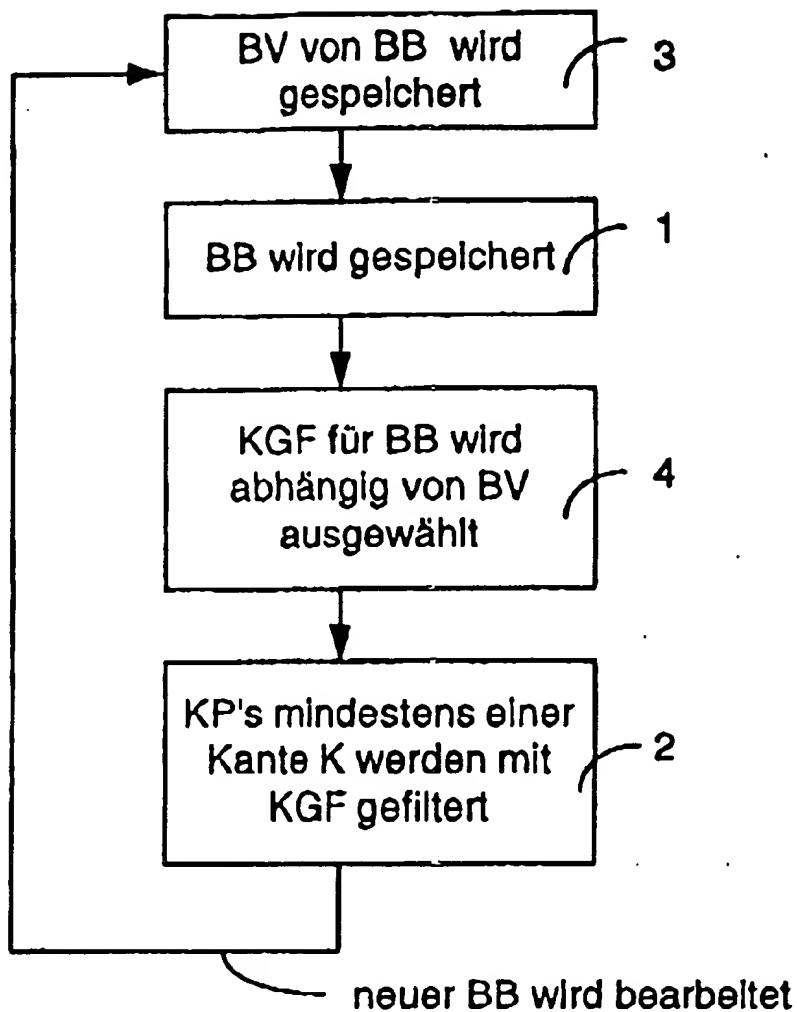 BV von BB wird
gespeichert
3
BB wird gespeichert
1
KGF für BB wird
abhängig von BV
ausgewählt
4
KP's mindestens einer
Kante K werden mit
KGF gefiltert
2
neuer BB wird bearbeitet